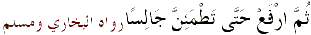 ثُمَّ ارْفَعْ حَتَّى تَطْمَئِنَّ جَالِسًا رواه البخاري ومسلم